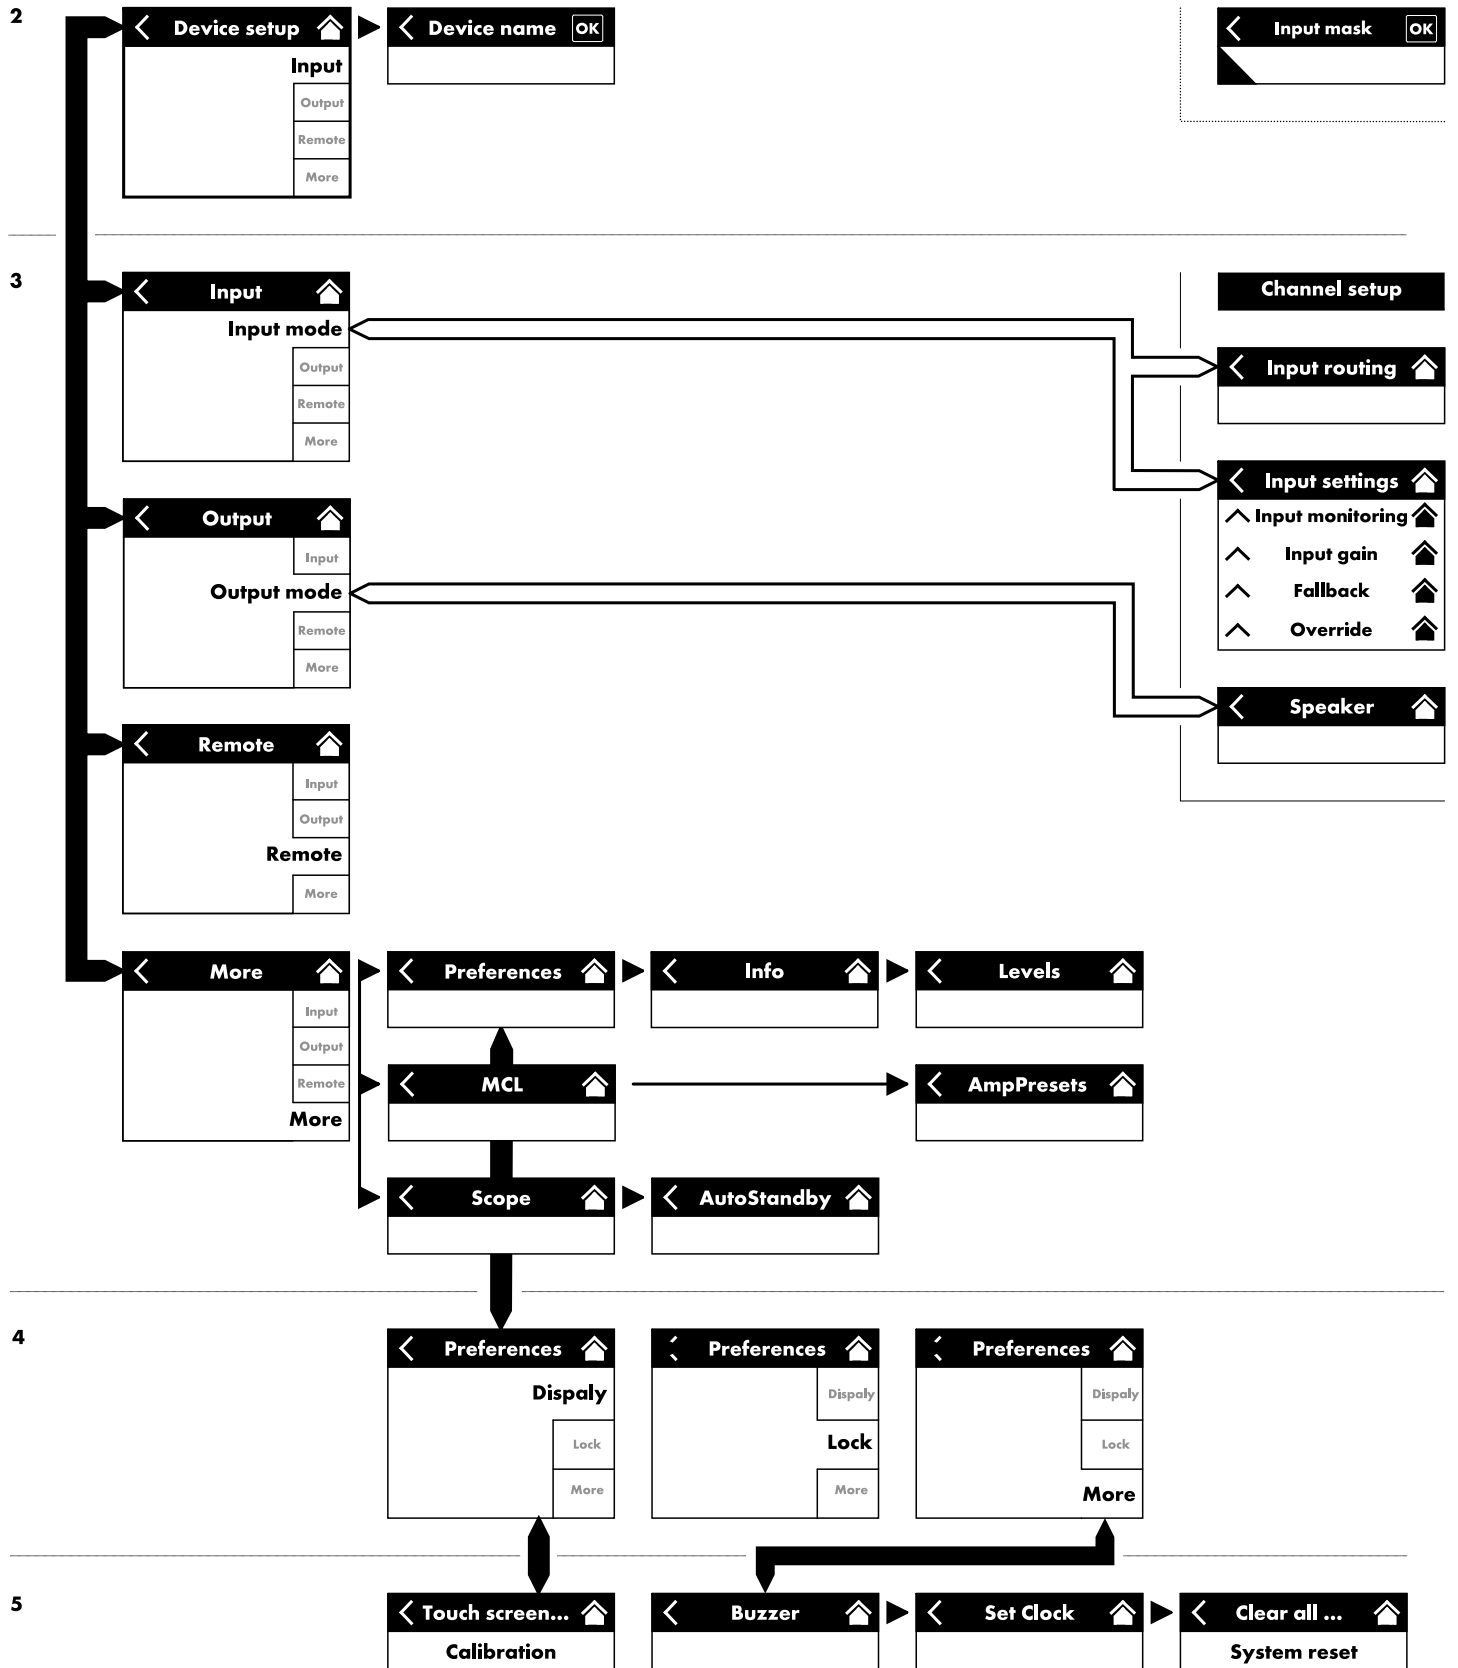 2
Device setup
Device name OK
Input mask OK
Input
Output
Remote
More
3
Input
Channel setup
Input mode
Output
Remote
More
Input routing
Input settings
Input monitoring
Input gain
Fallback
Override
Output
Input
Output mode
Remote
More
Speaker
Remote
Input
Output
Remote
More
More
Input
Output
Remote
More
Preferences
Info
Levels
MCL
AmpPresets
Scope
AutoStandby
4
Preferences
Dispaly
Lock
More
Preferences
Dispaly
Lock
More
Preferences
Dispaly
Lock
More
5
Touch screen...
Calibration
Buzzer
Set Clock
Clear all ...
System reset